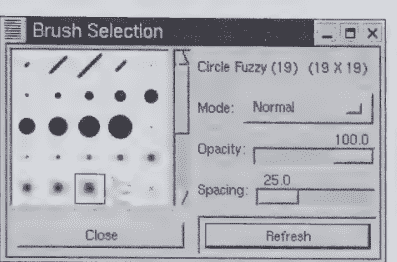 Brush Selection
Circle Fuzzy (19) (19 X 19)
Mode: Normal
Opacity: 100.0
Spacing: 25.0
Close
Refresh